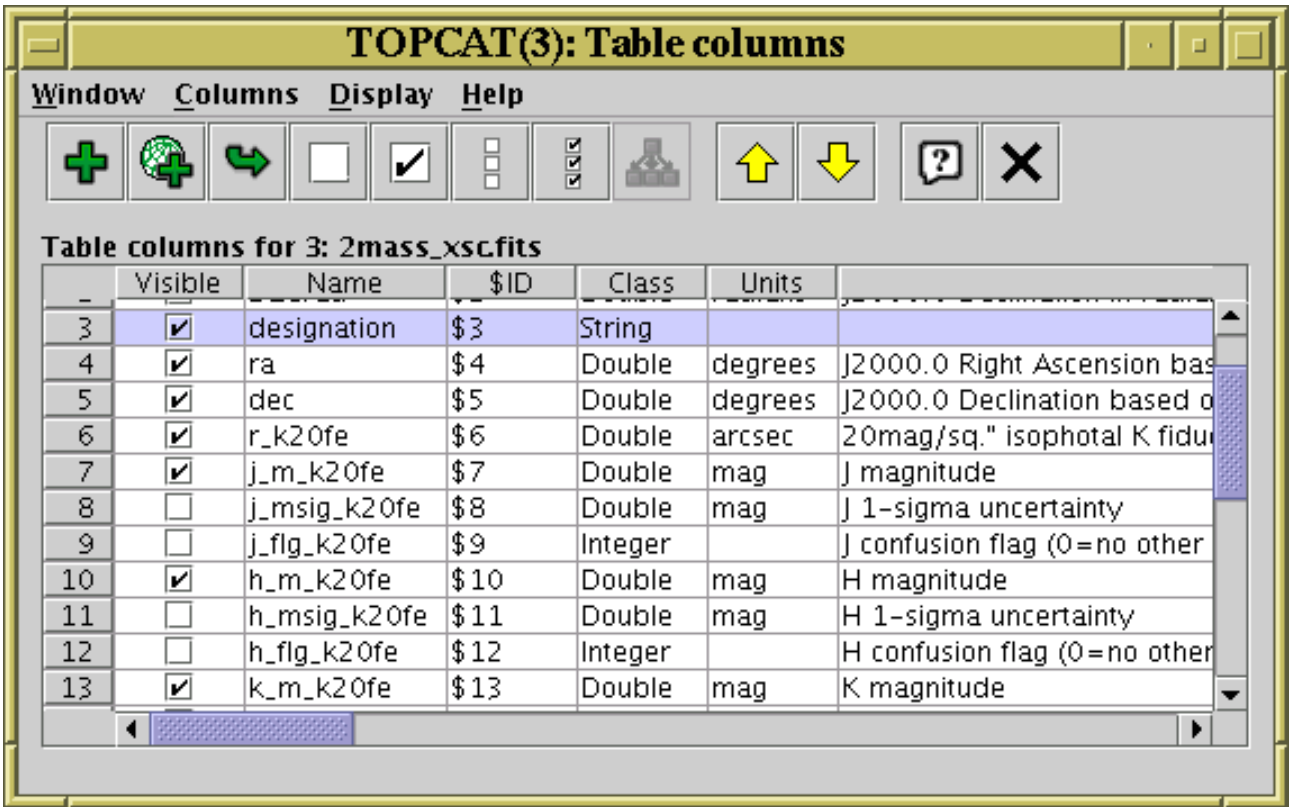 TOPCAT(3): Table columns
Window Columns Display Help
Table columns for 3: 2mass_xsc.fits
Visible Name $ID Class Units
3 designation $3 String
4 ra $4 Double degrees J2000.0 Right Ascension bas
5 dec $5 Double degrees J2000.0 Declination based o
6 r_k20fe $6 Double arcsec 20mag/sq." isophotal K fidu
7 j_m_k20fe $7 Double mag J magnitude
8 j_msig_k20fe $8 Double mag J 1-sigma uncertainty
9 j_flg_k20fe $9 Integer J confusion flag (0=no other
10 h_m_k20fe $10 Double mag H magnitude
11 h_msig_k20fe $11 Double mag H 1-sigma uncertainty
12 h_flg_k20fe $12 Integer H confusion flag (0=no other
13 k_m_k20fe $13 Double mag K magnitude